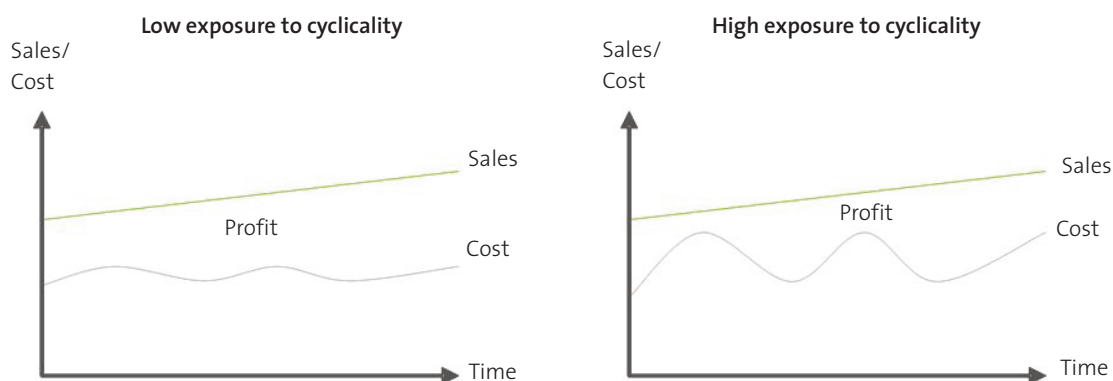 Low exposure to cyclicality
Sales/
Cost
Sales
Profit
Cost
Time
High exposure to cyclicality
Sales/
Cost
Sales
Profit
Cost
Time